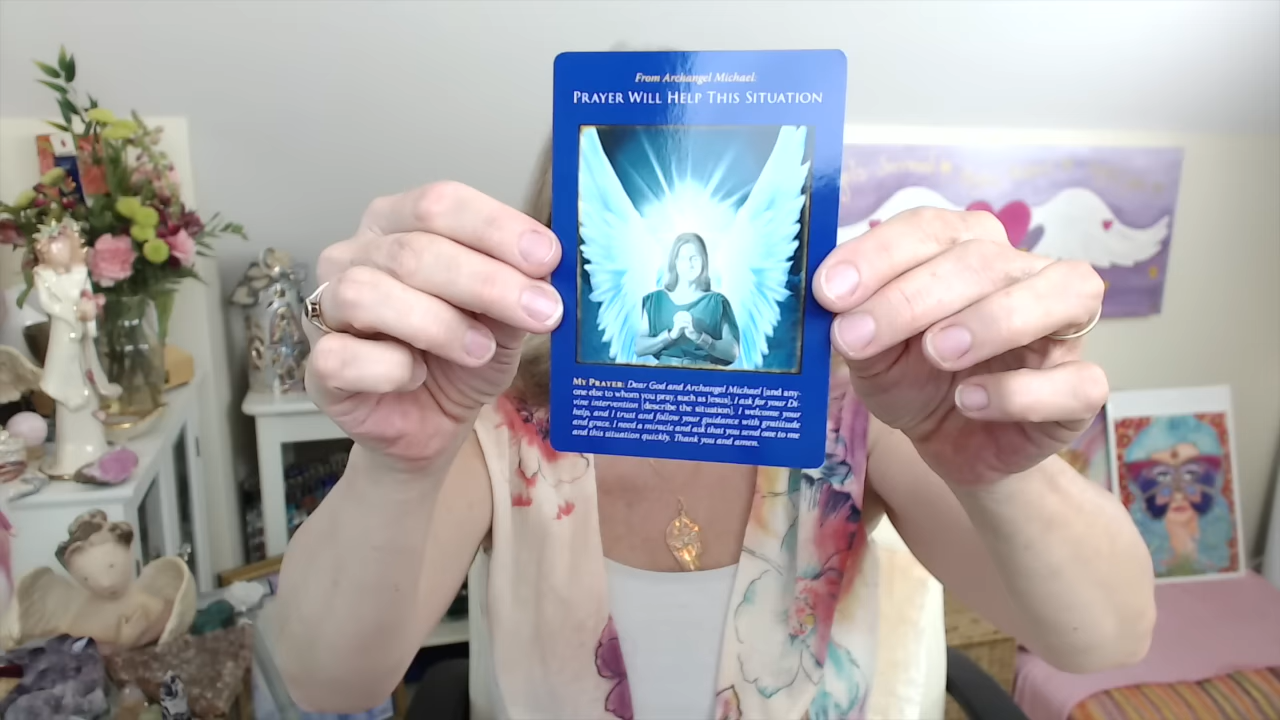 From Archangel Michael:
PRAYER WILL HELP THIS SITUATION
MY PRAYER: Dear God and Archangel Michael [and any-
one else to whom you pray, such as Jesus], I ask for your Di-
vine intervention [describe the situation]. I welcome your
help, and I trust and follow your guidance with gratitude
and grace. I need a miracle and ask that you send one to me
and this situation quickly. Thank you and amen.